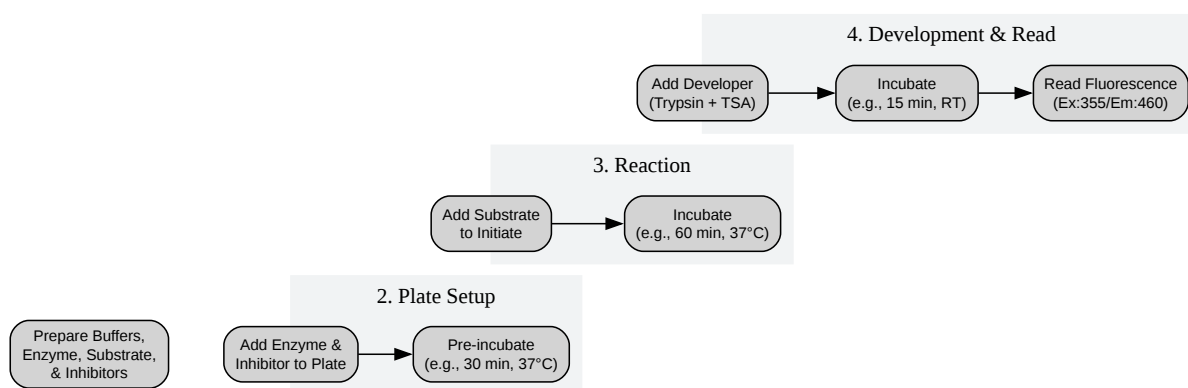 4. Development & Read
Add Developer
(Trypsin + TSA)
Incubate
(e.g., 15 min, RT)
Read Fluorescence
(Ex:355/Em:460)
3. Reaction
Add Substrate
to Initiate
Incubate
(e.g., 60 min, 37°C)
2. Plate Setup
Prepare Buffers,
Enzyme, Substrate,
& Inhibitors
Add Enzyme &
Inhibitor to Plate
Pre-incubate
(e.g., 30 min, 37°C)